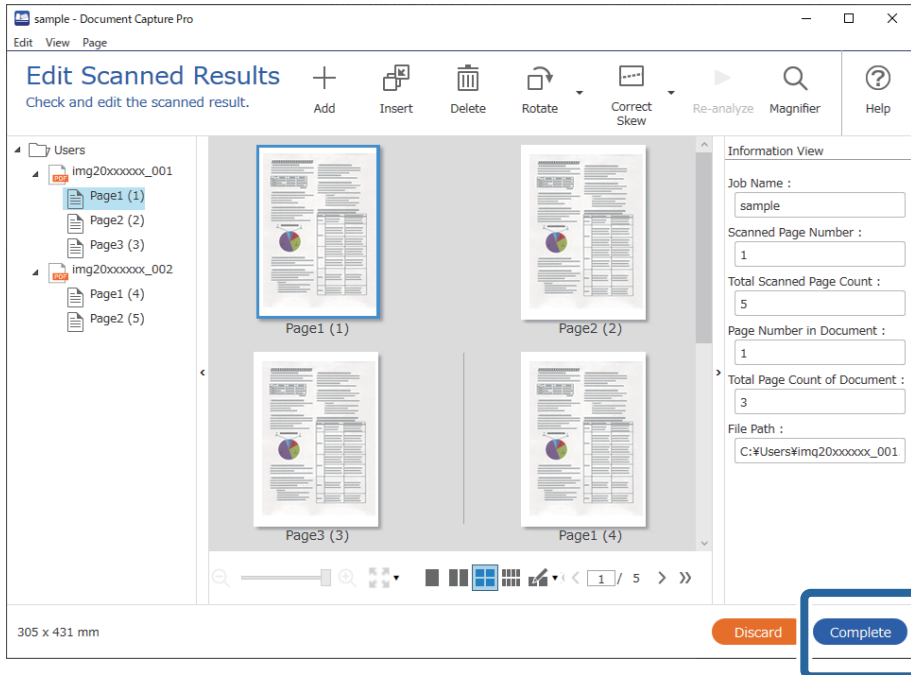 sample - Document Capture Pro
Edit View Page
Edit Scanned Results
Check and edit the scanned result.
Add
Insert
Delete
Rotate
Correct
Skew
Re-analyze
Magnifier
Help
Users
PDF
img20xxxxxx_001
Page1 (1)
Page2 (2)
Page3 (3)
PDF
img20xxxxxx_002
Page1 (4)
Page2 (5)
Page1 (1)
Page2 (2)
Page3 (3)
Page1 (4)
1 / 5
Information View
Job Name :
sample
Scanned Page Number :
1
Total Scanned Page Count :
5
Page Number in Document :
1
Total Page Count of Document :
3
File Path :
C:¥Users¥img20xxxxxx_001.
305 x 431 mm
Discard
Complete